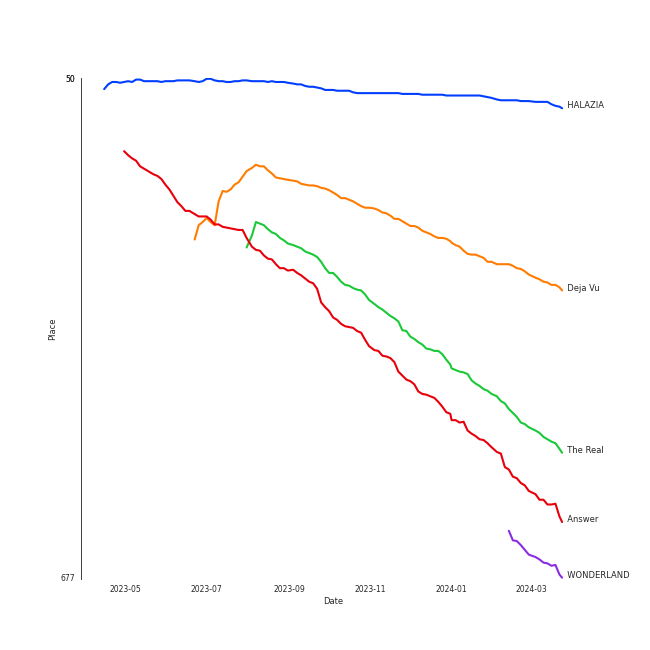 50
HALAZIA
Deja Vu
Place
The Real
Answer
WONDERLAND
677
2023-05 2023-07 2023-09 2023-11 2024-01 2024-03
Date